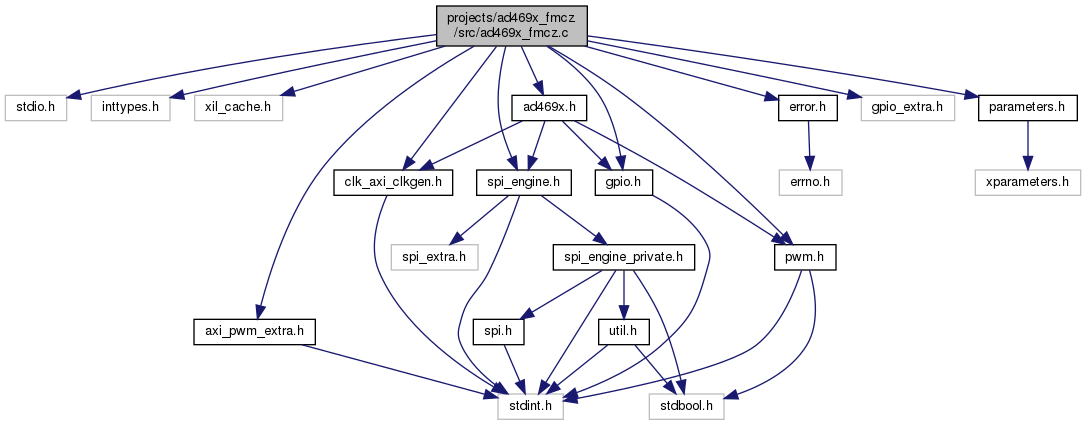 projects/ad469x_fmcz
/src/ad469x_fmcz.c
stdio.h
inttypes.h
xil_cache.h
ad469x.h
error.h
gpio_extra.h
parameters.h
clk_axi_clkgen.h
spi_engine.h
gpio.h
errno.h
xparameters.h
spi_extra.h
spi_engine_private.h
pwm.h
axi_pwm_extra.h
spi.h
util.h
stdint.h
stdbool.h